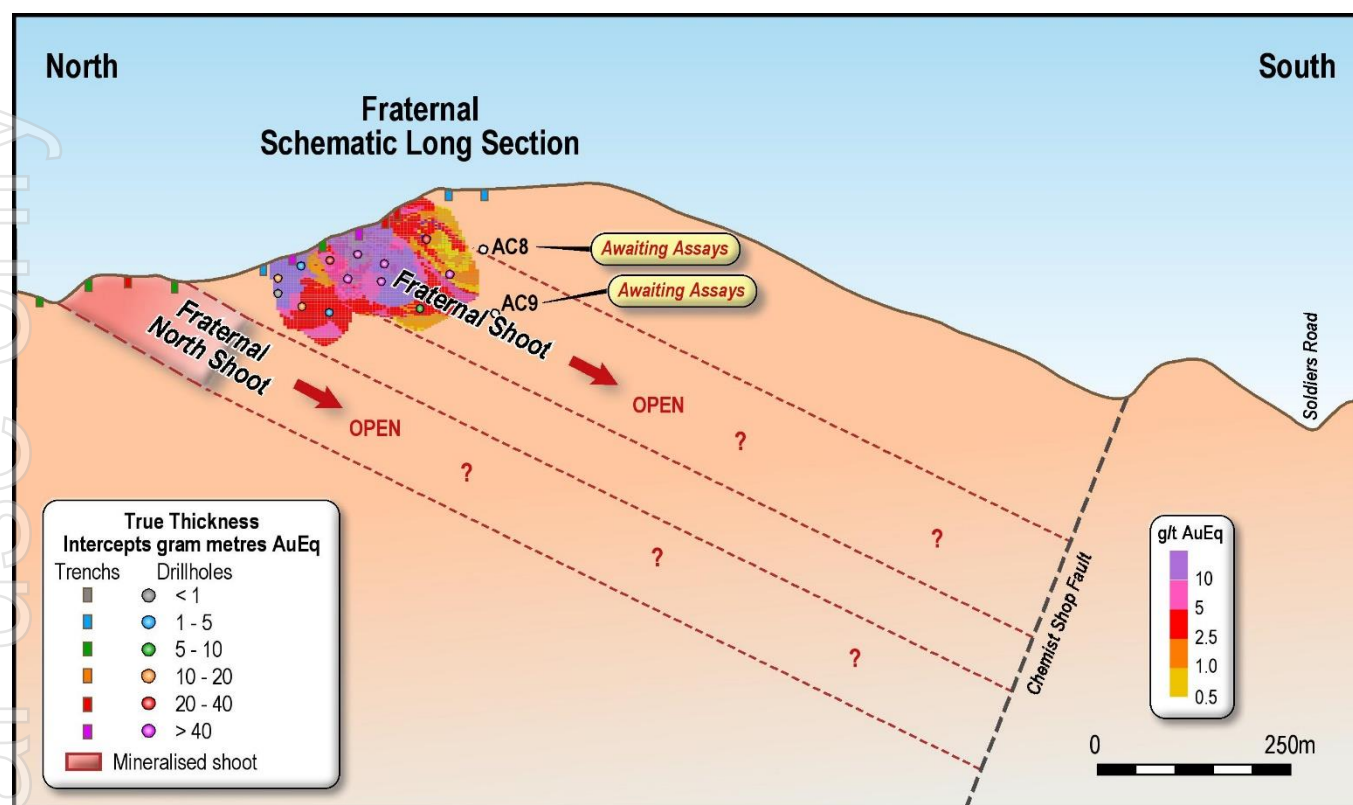 North
South
Fraternal
Schematic Long Section
AC8
Awaiting Assays
AC9
Awaiting Assays
Fraternal Shoot
Fraternal
North Shoot
OPEN
OPEN
?
?
?
?
?
Chemist Shop Fault
Soldiers Road
True Thickness
Intercepts gram metres AuEq
Trenchs Drillholes
< 1
1 - 5
5 - 10
10 - 20
20 - 40
> 40
Mineralised shoot
g/t AuEq
10
5
2.5
1.0
0.5
0 250m